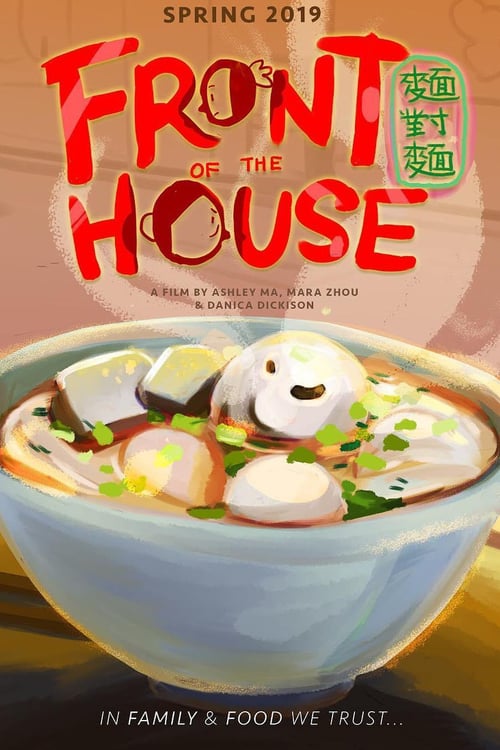 SPRING 2019
FRONT
OF THE
HOUSE
麵
對
麵
A FILM BY ASHLEY MA, MARA ZHOU
& DANICA DICKISON
IN FAMILY & FOOD WE TRUST...